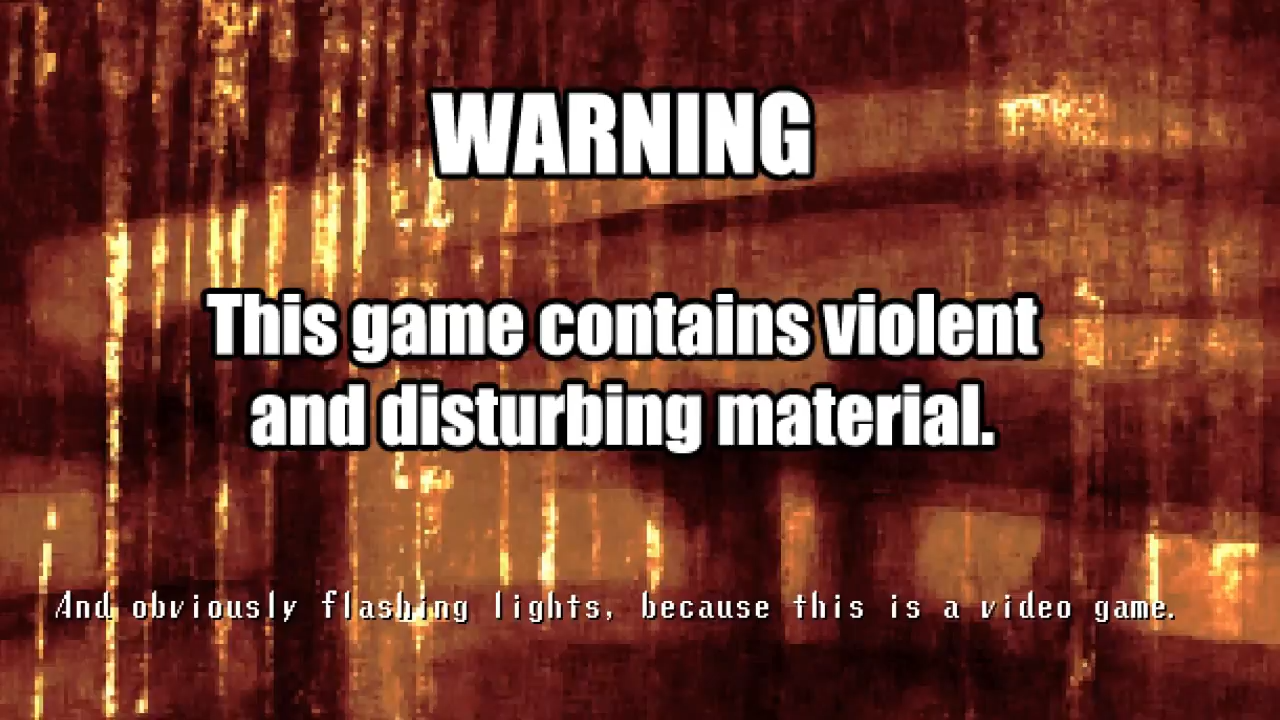 WARNING
This game contains violent
and disturbing material.
And obviously flashing lights, because this is a video game.